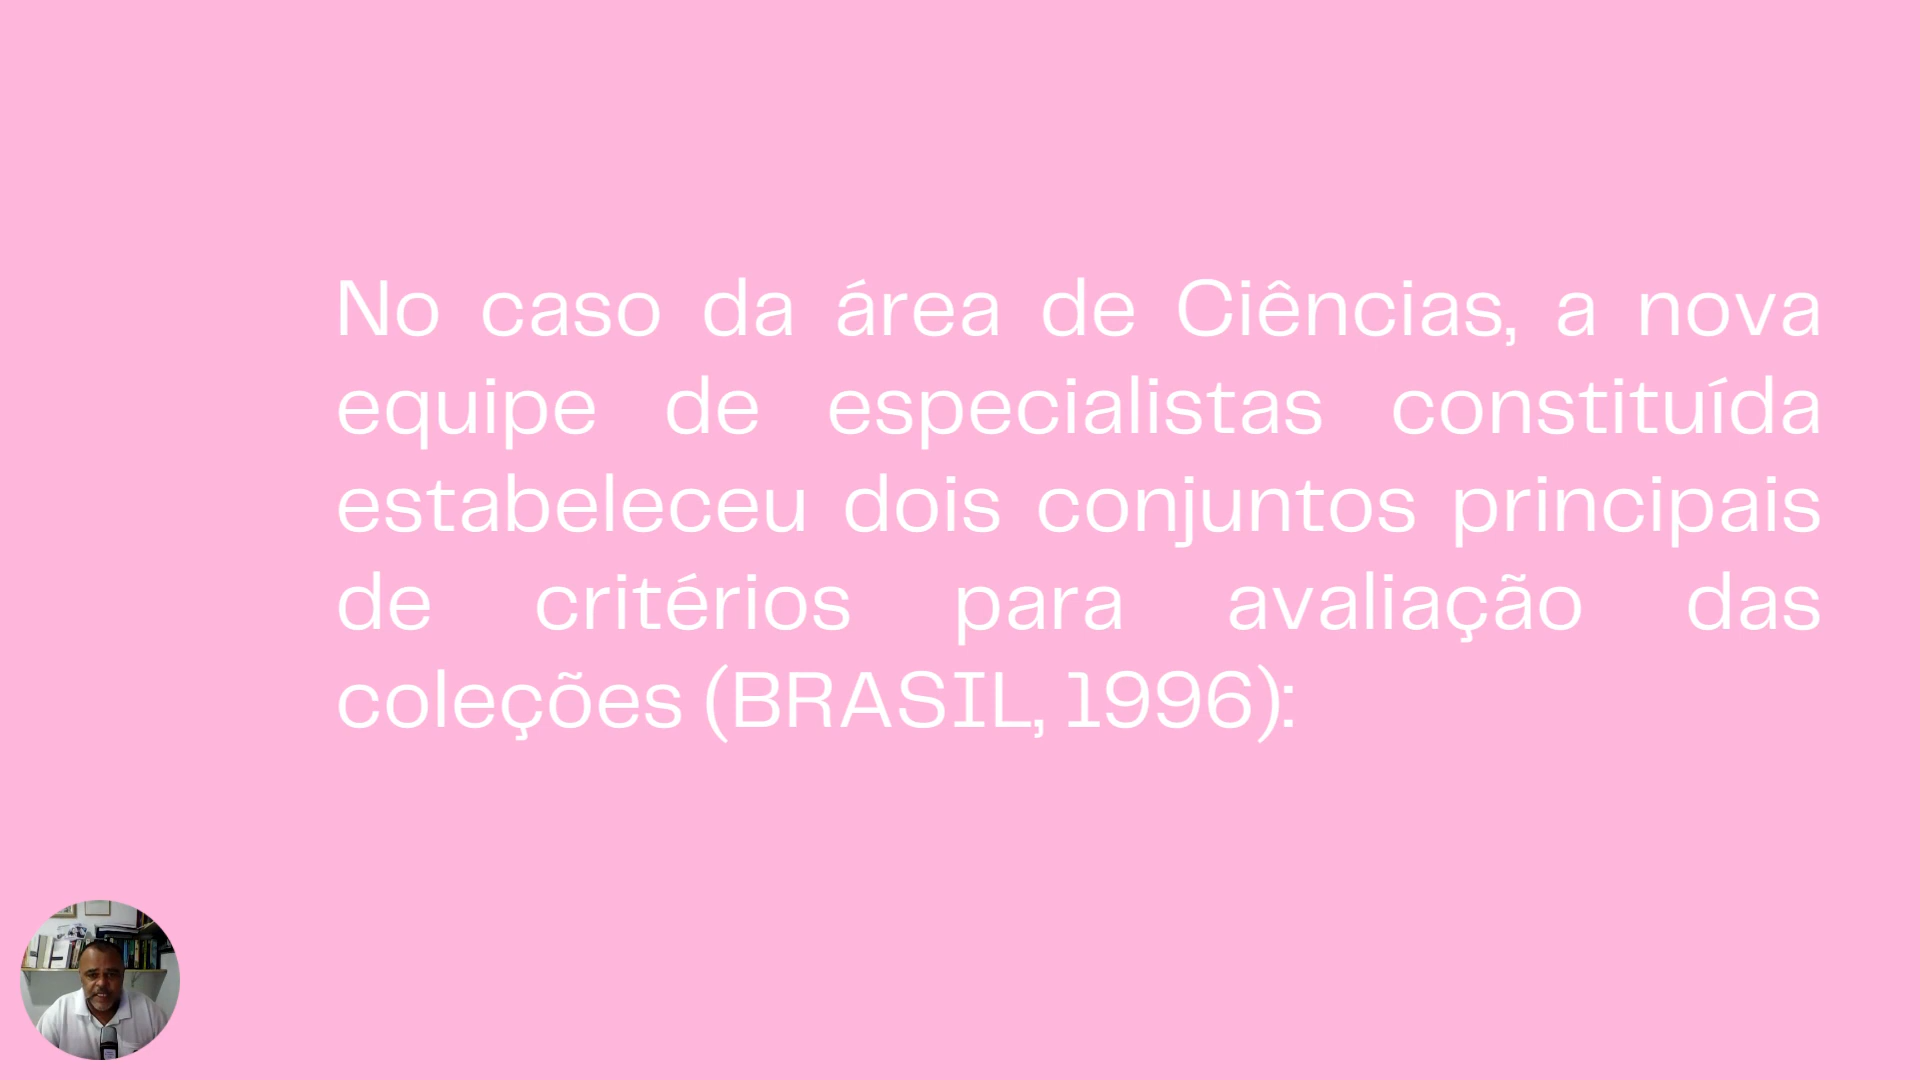 No caso da área de Ciências, a nova
equipe de especialistas constituída
estabeleceu dois conjuntos principais
de critérios para avaliação das
coleções (BRASIL, 1996):